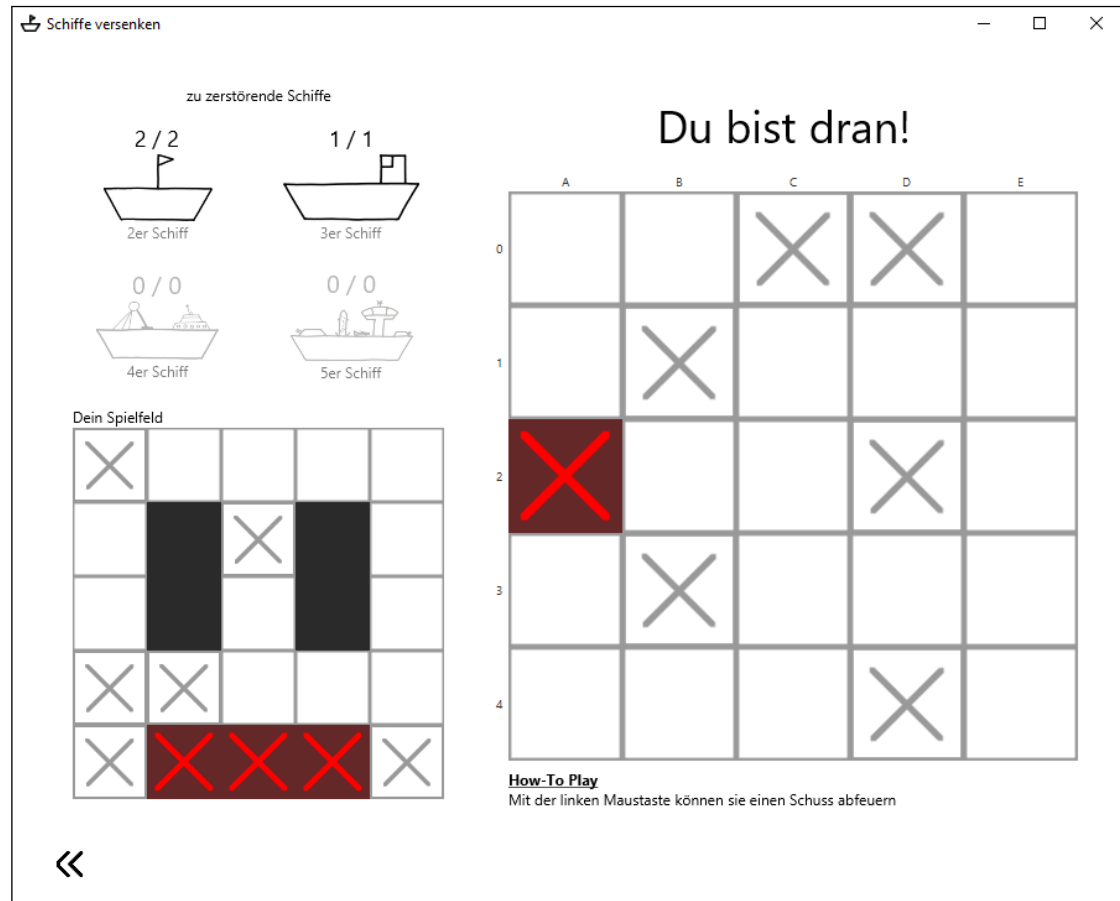 Schiffe versenken
zu zerstörende Schiffe
2 / 2
1 / 1
2er Schiff
3er Schiff
0 / 0
0 / 0
4er Schiff
5er Schiff
Dein Spielfeld
Du bist dran!
A B C D E
0
1
2
3
4
How-To Play
Mit der linken Maustaste können sie einen Schuss abfeuern